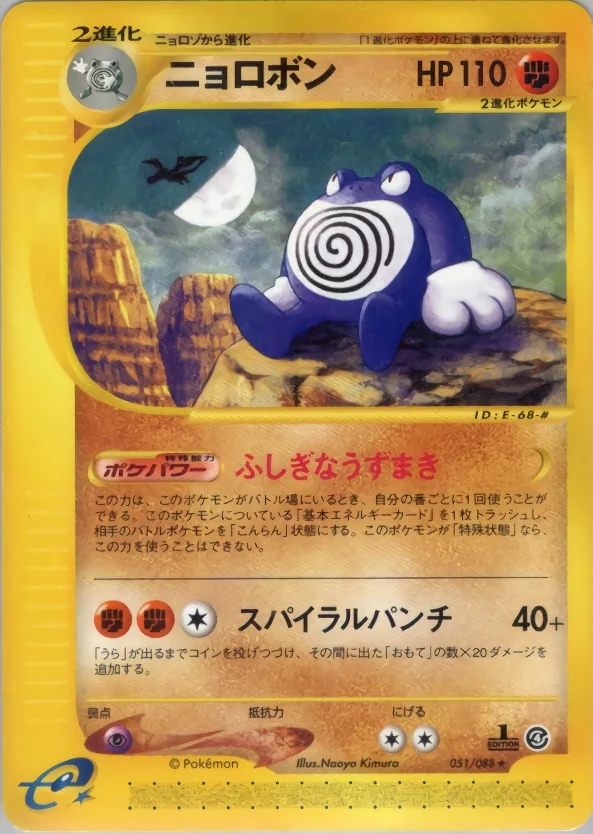 2進化
ニョロゾから進化
「1進化ポケモン」の上に重ねて進化させます。
ニョロボン
HP110
2進化ポケモン
ID:E-68-#
特殊能力
ポケパワー
ふしぎなうずまき
この力は、このポケモンがバトル場にいるとき、自分の番ごとに1回使うことが
できる。このポケモンについている「基本エネルギーカード」を1枚トラッシュし、
相手のバトルポケモンを「こんらん」状態にする。このポケモンが「特殊状態」なら、
この力を使うことはできない。
スパイラルパンチ
40+
「うら」が出るまでコインを投げつづけ、その間に出た「おもて」の数×20ダメージを
追加する。
弱点
抵抗力
にげる
1
EDITION
4
© Pokémon
Illus.Naoyo Kimura
051/088★
e